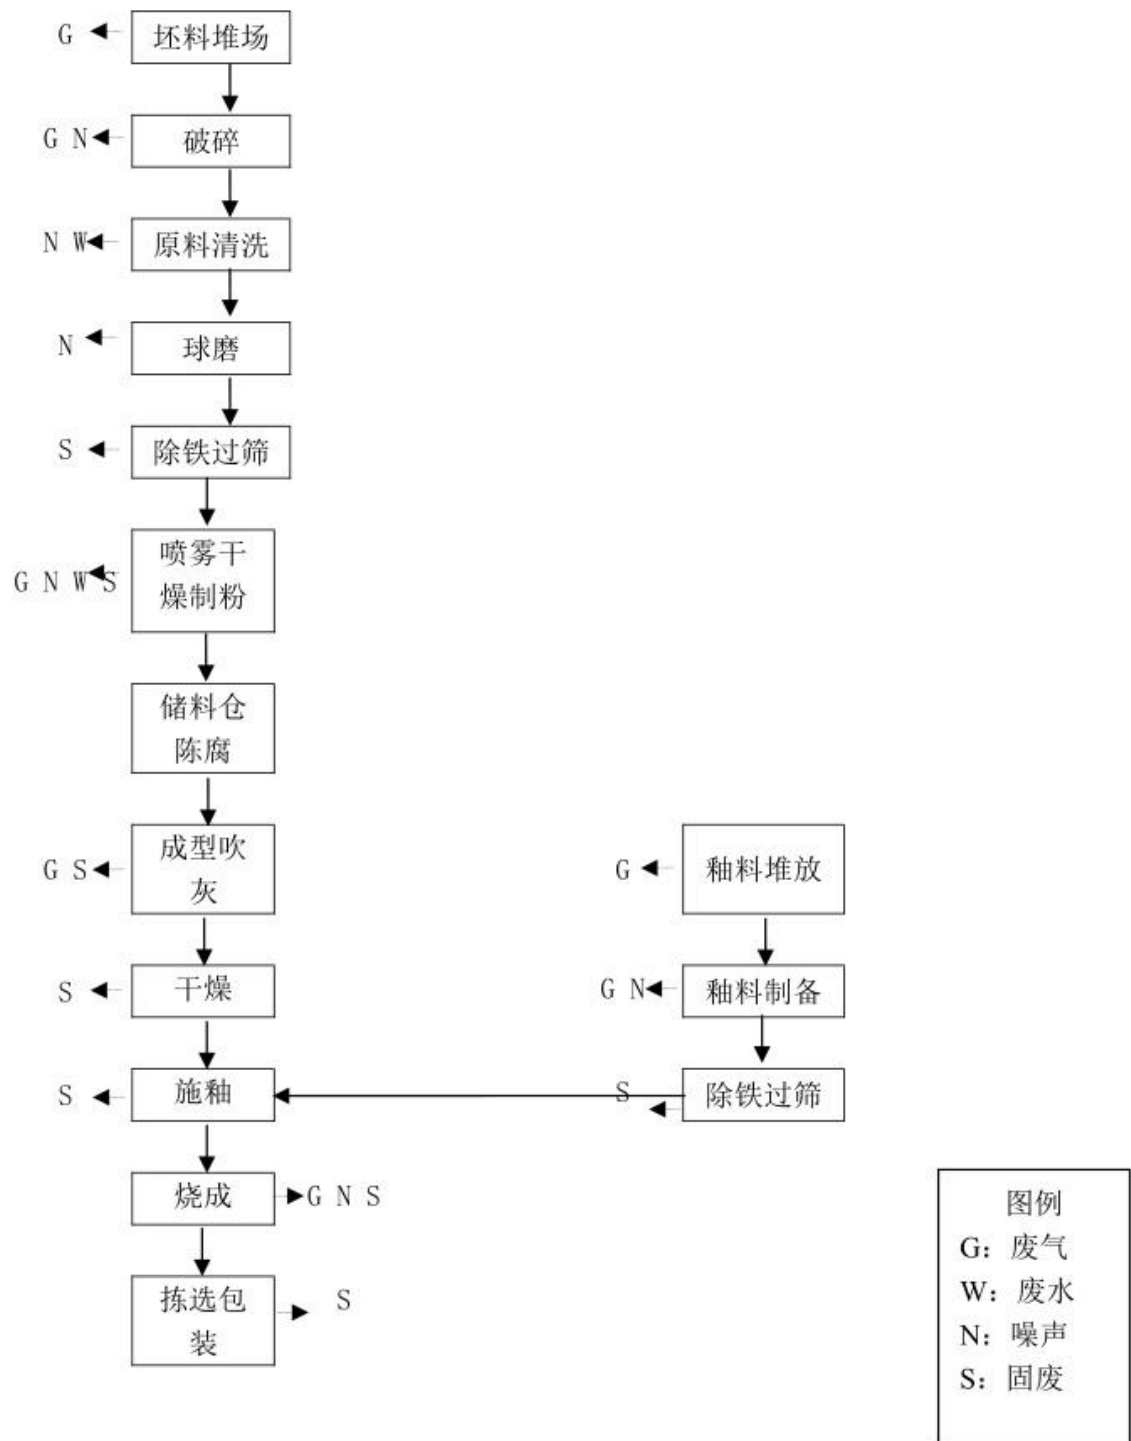 G
坯料堆场
G N
破碎
N W
原料清洗
N
球磨
S
除铁过筛
喷雾干
燥制粉
G N W S
储料仓
陈腐
成型吹
灰
G S
G
釉料堆放
S
干燥
G N
釉料制备
S
施釉
S
除铁过筛
烧成
G N S
拣选包
装
S
图例
G: 废气
W: 废水
N: 噪声
S: 固废